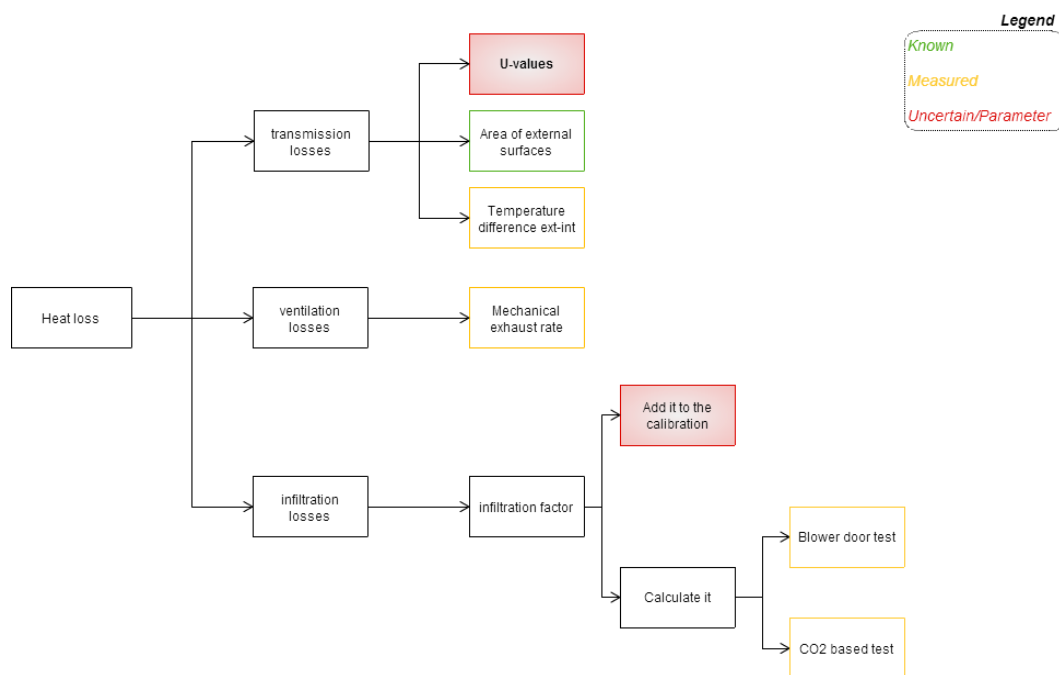 Legend
Known
Measured
Uncertain/Parameter
U-values
transmission
losses
Area of external
surfaces
Temperature
difference ext-int
Heat loss
ventilation
losses
Mechanical
exhaust rate
Add it to the
calibration
infiltration
losses
infiltration factor
Blower door test
Calculate it
CO2 based test